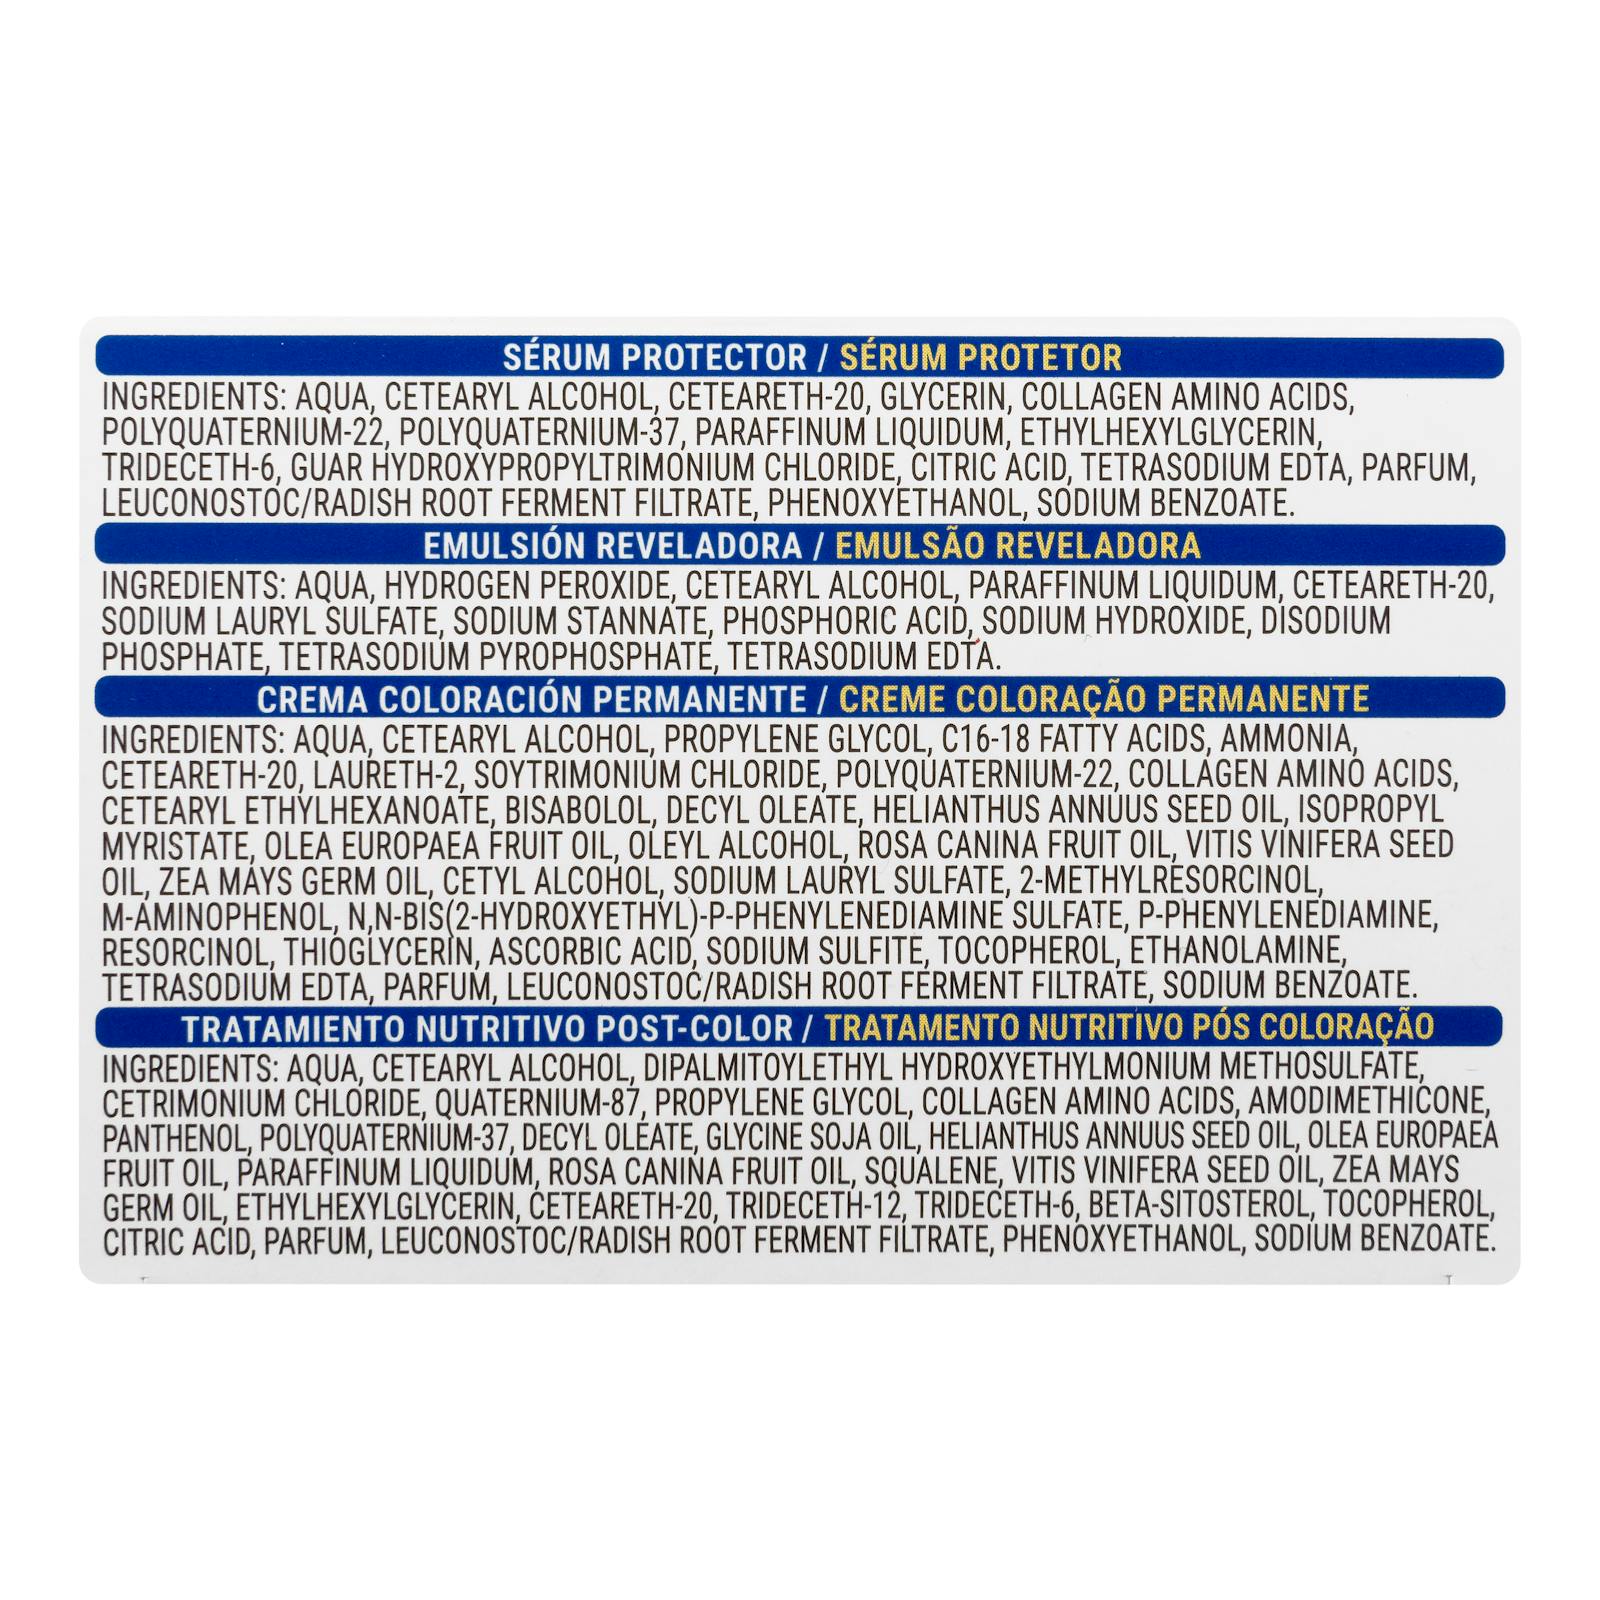 SÉRUM PROTECTOR / SÉRUM PROTETOR
INGREDIENTS: AQUA, CETEARYL ALCOHOL, CETEARETH-20, GLYCERIN, COLLAGEN AMINO ACIDS,
POLYQUATERNIUM-22, POLYQUATERNIUM-37, PARAFFINUM LIQUIDUM, ETHYLHEXYLGLYCERIN,
TRIDECETH-6, GUAR HYDROXYPROPYLTRIMONIUM CHLORIDE, CITRIC ACID, TETRASODIUM EDTA, PARFUM,
LEUCONOSTOC/RADISH ROOT FERMENT FILTRATE, PHENOXYETHANOL, SODIUM BENZOATE.
EMULSIÓN REVELADORA / EMULSÃO REVELADORA
INGREDIENTS: AQUA, HYDROGEN PEROXIDE, CETEARYL ALCOHOL, PARAFFINUM LIQUIDUM, CETEARETH-20,
SODIUM LAURYL SULFATE, SODIUM STANNATE, PHOSPHORIC ACID, SODIUM HYDROXIDE, DISODIUM
PHOSPHATE, TETRASODIUM PYROPHOSPHATE, TETRASODIUM EDTA.
CREMA COLORACIÓN PERMANENTE / CREME COLORAÇÃO PERMANENTE
INGREDIENTS: AQUA, CETEARYL ALCOHOL, PROPYLENE GLYCOL, C16-18 FATTY ACIDS, AMMONIA,
CETEARETH-20, LAURETH-2, SOYTRIMONIUM CHLORIDE, POLYQUATERNIUM-22, COLLAGEN AMINO ACIDS,
CETEARYL ETHYLHEXANOATE, BISABOLOL, DECYL OLEATE, HELIANTHUS ANNUUS SEED OIL, ISOPROPYL
MYRISTATE, OLEA EUROPAEA FRUIT OIL, OLEYL ALCOHOL, ROSA CANINA FRUIT OIL, VITIS VINIFERA SEED
OIL, ZEA MAYS GERM OIL, CETYL ALCOHOL, SODIUM LAURYL SULFATE, 2-METHYLRESORCINOL,
M-AMINOPHENOL, N,N-BIS(2-HYDROXYETHYL)-P-PHENYLENEDIAMINE SULFATE, P-PHENYLENEDIAMINE,
RESORCINOL, THIOGLYCERIN, ASCORBIC ACID, SODIUM SULFITE, TOCOPHEROL, ETHANOLAMINE,
TETRASODIUM EDTA, PARFUM, LEUCONOSTOC/RADISH ROOT FERMENT FILTRATE, SODIUM BENZOATE.
TRATAMIENTO NUTRITIVO POST-COLOR / TRATAMENTO NUTRITIVO PÓS COLORAÇÃO
INGREDIENTS: AQUA, CETEARYL ALCOHOL, DIPALMITOYLETHYL HYDROXYETHYLMONIUM METHOSULFATE,
CETRIMONIUM CHLORIDE, QUATERNIUM-87, PROPYLENE GLYCOL, COLLAGEN AMINO ACIDS, AMODIMETHICONE,
PANTHENOL, POLYQUATERNIUM-37, DECYL OLEATE, GLYCINE SOJA OIL, HELIANTHUS ANNUUS SEED OIL, OLEA EUROPAEA
FRUIT OIL, PARAFFINUM LIQUIDUM, ROSA CANINA FRUIT OIL, SQUALENE, VITIS VINIFERA SEED OIL, ZEA MAYS
GERM OIL, ETHYLHEXYLGLYCERIN, CETEARETH-20, TRIDECETH-12, TRIDECETH-6, BETA-SITOSTEROL, TOCOPHEROL,
CITRIC ACID, PARFUM, LEUCONOSTOC/RADISH ROOT FERMENT FILTRATE, PHENOXYETHANOL, SODIUM BENZOATE.